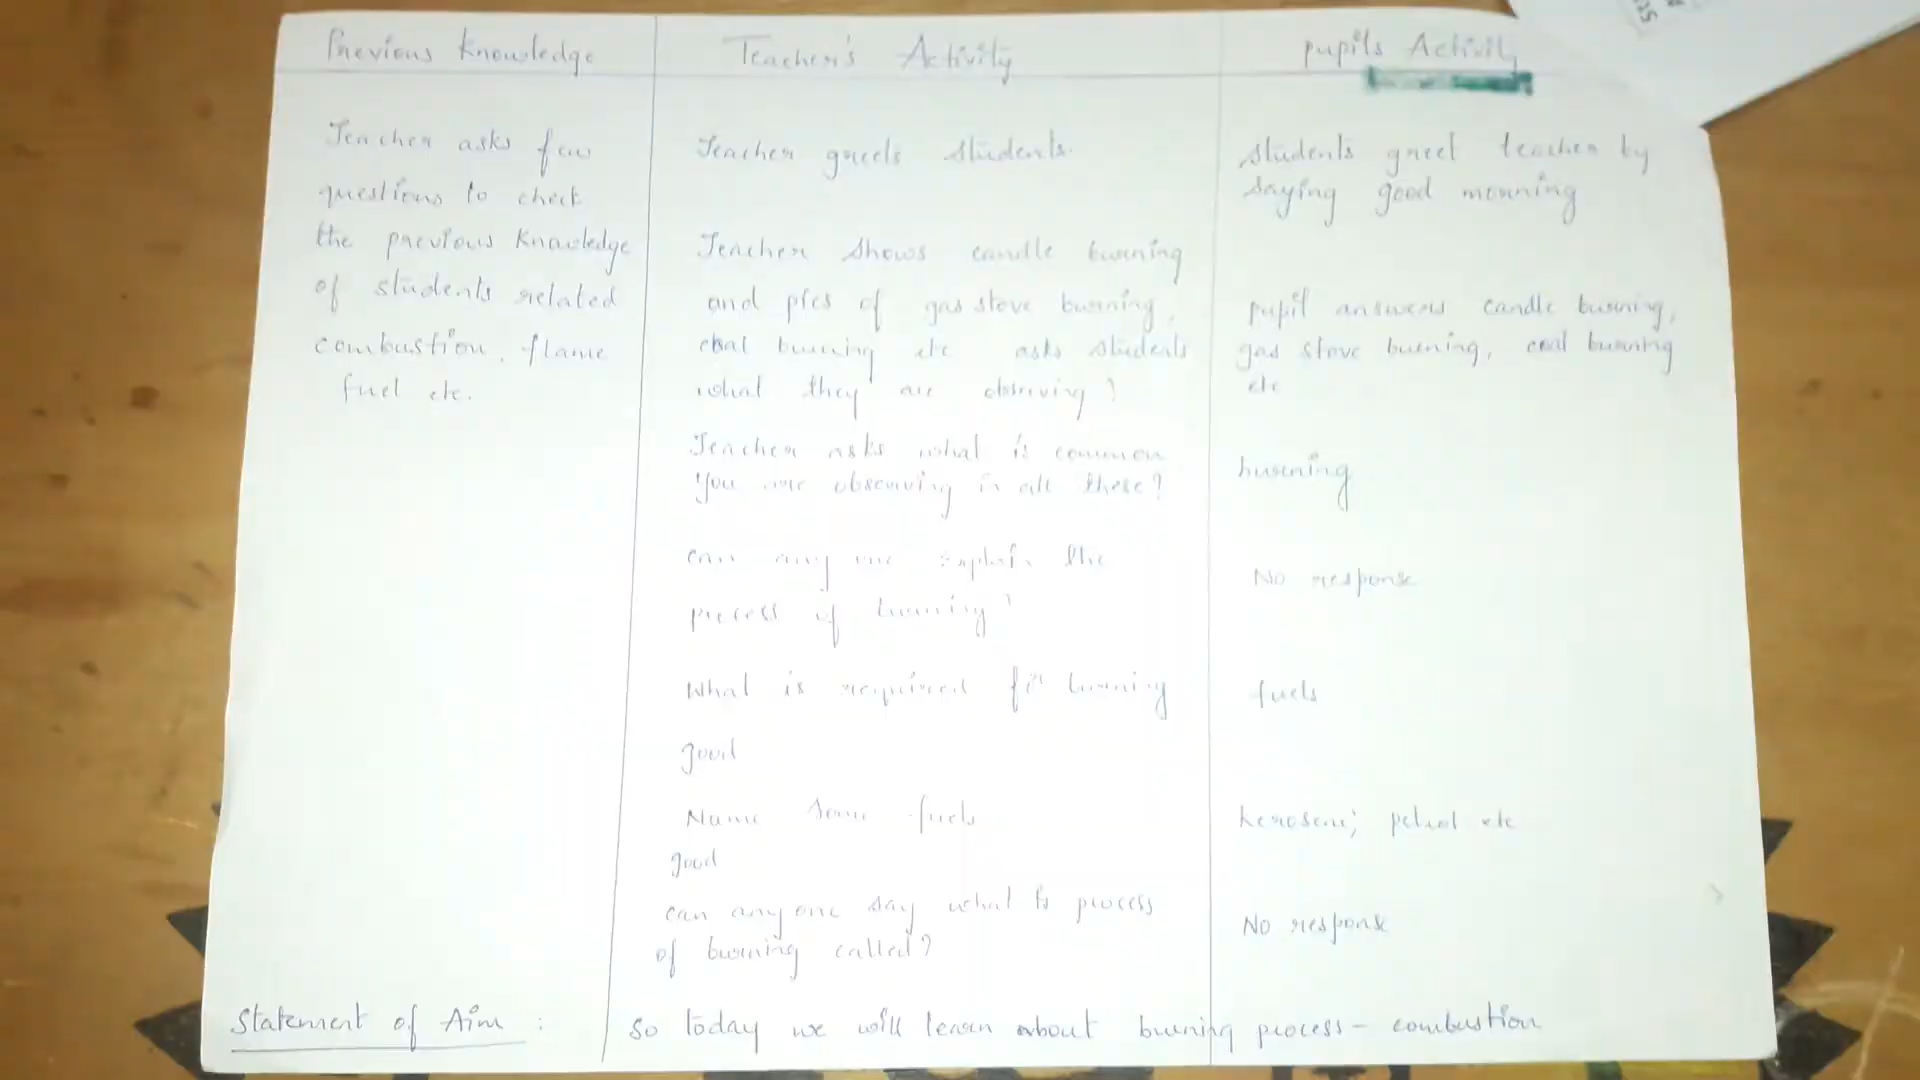 Previous Knowledge
Teacher asks few
questions to check
the previous Knowledge
of students related
combustion, flame
fuel etc.
Teacher's Activity
Teacher greets students.
Teacher shows candle burning
and pics of gas stove burning,
coal burning etc asks students
what they are observing?
Teacher asks what is common
You are observing in all these?
can any one explain the
process of burning?
What is required for burning
good
Name some fuels
good
can any one say what is process
of burning called?
pupils Activity
students greet teacher by
saying good morning
pupil answers candle burning,
gas stove burning, coal burning
etc
burning
No response
fuels
kerosene, petrol etc
No response
Statement of Aim :
so today we will learn about burning process - combustion